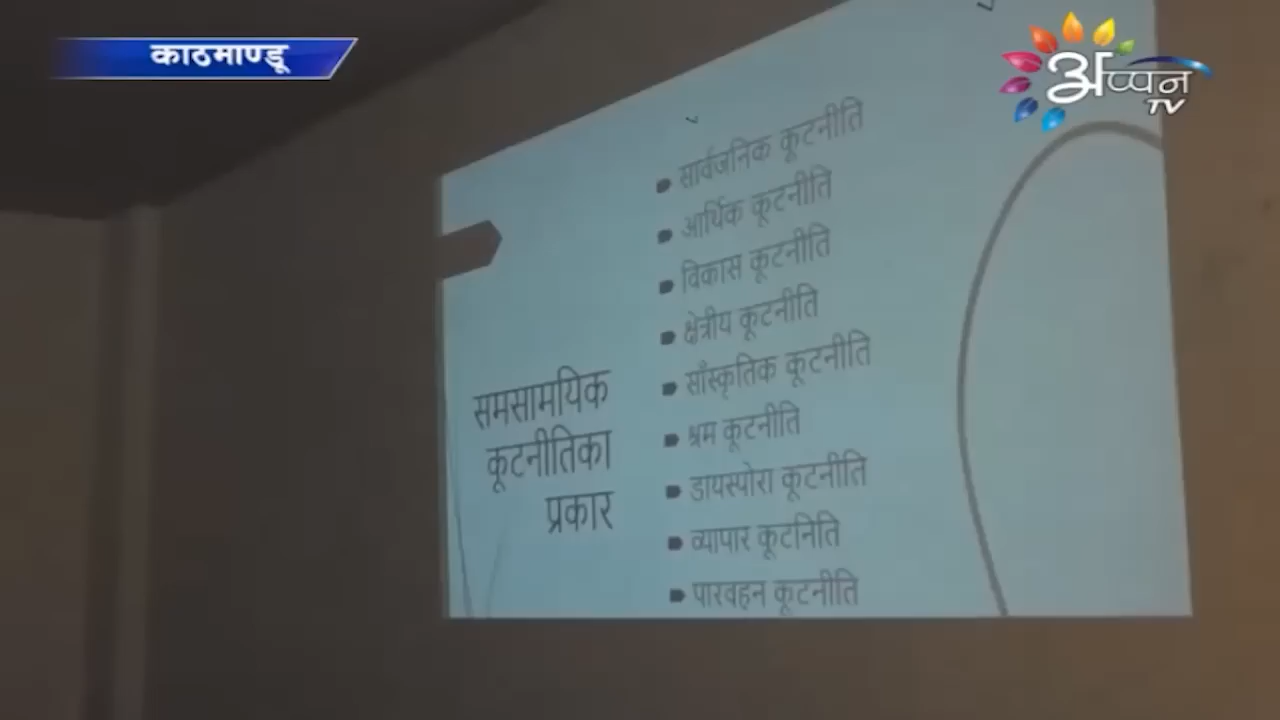 काठमाण्डू
अप्पन
TV
समसामयिक
कूटनीतिका
प्रकार
सार्वजनिक कूटनीति
आर्थिक कूटनीति
विकास कूटनीति
क्षेत्रीय कूटनीति
साँस्कृतिक कूटनीति
श्रम कूटनीति
डायस्पोरा कूटनीति
व्यापार कूटनिति
पारवहन कूटनीति